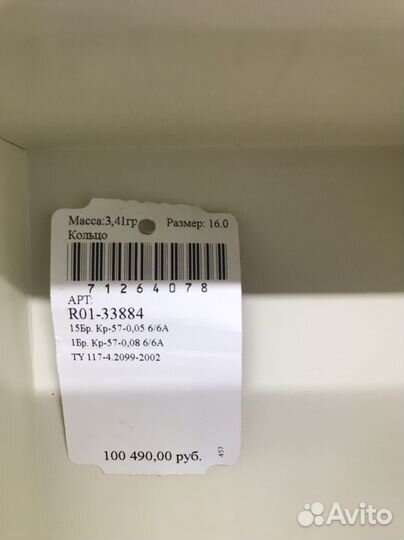 Масса:3,41гр Размер: 16.0
Кольцо
71264078
АРТ:
R01-33884
15Бр. Кр-57-0,05 6/6А
1Бр. Кр-57-0,08 6/6А
TY 117-4.2099-2002
100 490,00 руб.
457
Avito